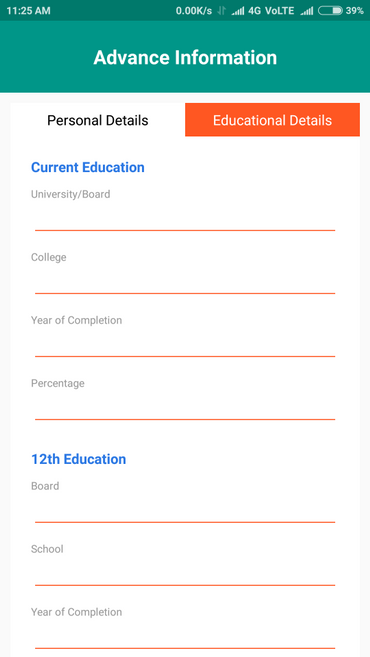 11:25 AM 0.00K/s 4G VoLTE 39%
Advance Information
Personal Details Educational Details
Current Education
University/Board
College
Year of Completion
Percentage
12th Education
Board
School
Year of Completion